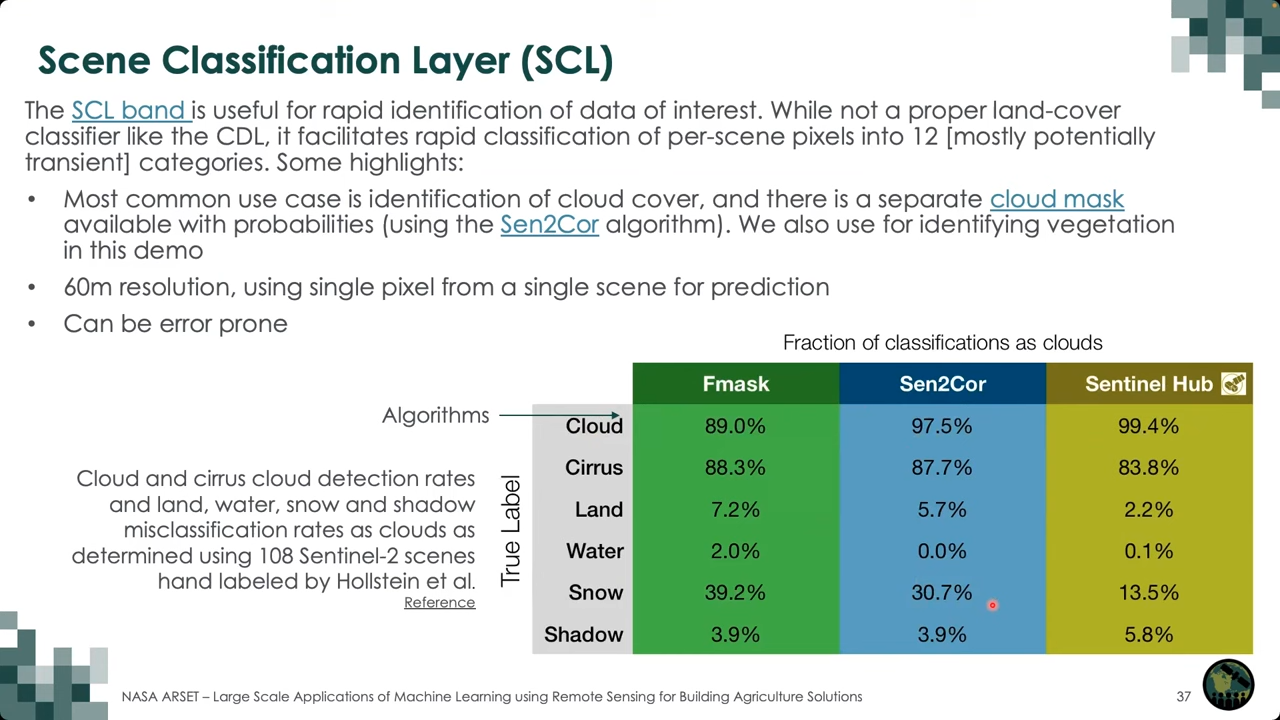 Scene Classification Layer (SCL)
The SCL band is useful for rapid identification of data of interest. While not a proper land-cover
classifier like the CDL, it facilitates rapid classification of per-scene pixels into 12 [mostly potentially
transient] categories. Some highlights:
• Most common use case is identification of cloud cover, and there is a separate cloud mask
available with probabilities (using the Sen2Cor algorithm). We also use for identifying vegetation
in this demo
• 60m resolution, using single pixel from a single scene for prediction
• Can be error prone
Fraction of classifications as clouds
Fmask Sen2Cor Sentinel Hub
Algorithms
Cloud 89.0% 97.5% 99.4%
Cirrus 88.3% 87.7% 83.8%
Land 7.2% 5.7% 2.2%
Water 2.0% 0.0% 0.1%
Snow 39.2% 30.7% 13.5%
Shadow 3.9% 3.9% 5.8%
True Label
Cloud and cirrus cloud detection rates
and land, water, snow and shadow
misclassification rates as clouds as
determined using 108 Sentinel-2 scenes
hand labeled by Hollstein et al.
Reference
NASA ARSET – Large Scale Applications of Machine Learning using Remote Sensing for Building Agriculture Solutions
37